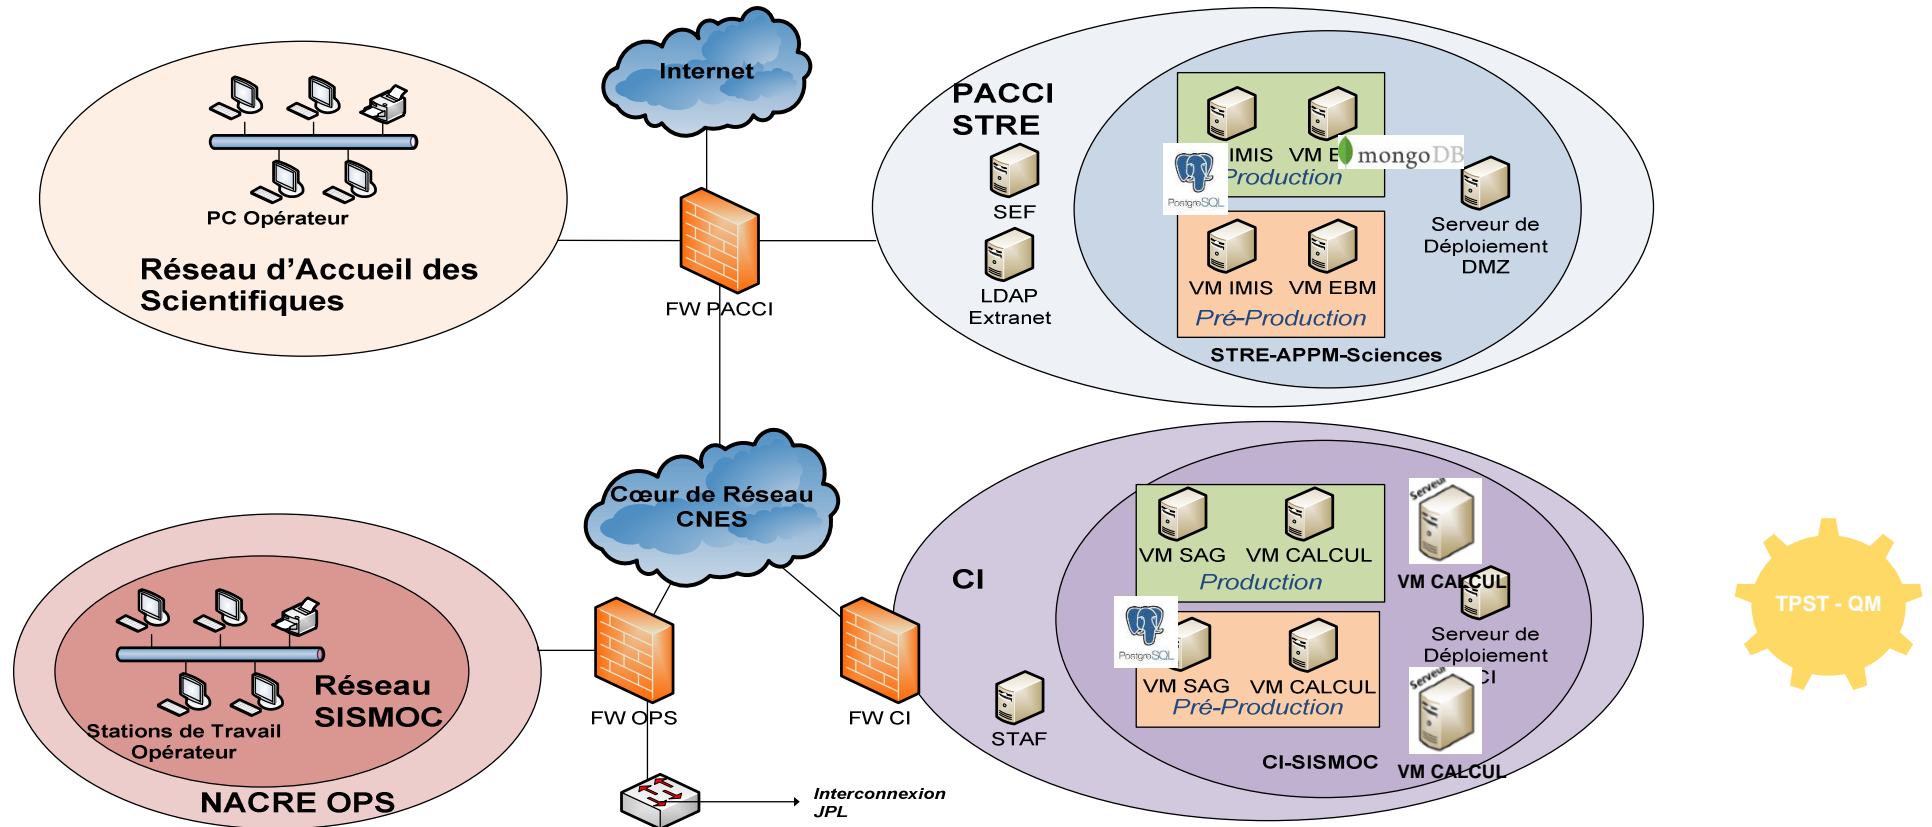 Internet
PC Opérateur
Réseau d'Accueil des
Scientifiques
FW PACCI
PACCI
STRE
SEF
LDAP
Extranet
IMIS
VM E
mongoDB
PostgreSQL
Production
VM IMIS
VM EBM
Pré-Production
Serveur de
Déploiement
DMZ
STRE-APPM-Sciences
Cœur de Réseau
CNES
Réseau
SISMOC
Stations de Travail
Opérateur
NACRE OPS
FW OPS
FW CI
Interconnexion
JPL
CI
STAF
VM SAG
VM CALCUL
Production
PostgreSQL
VM SAG
VM CALCUL
Pré-Production
CI-SISMOC
Serveur
VM CALCUL
Serveur de
Déploiement
CI
Serveur
VM CALCUL
TPST - QM